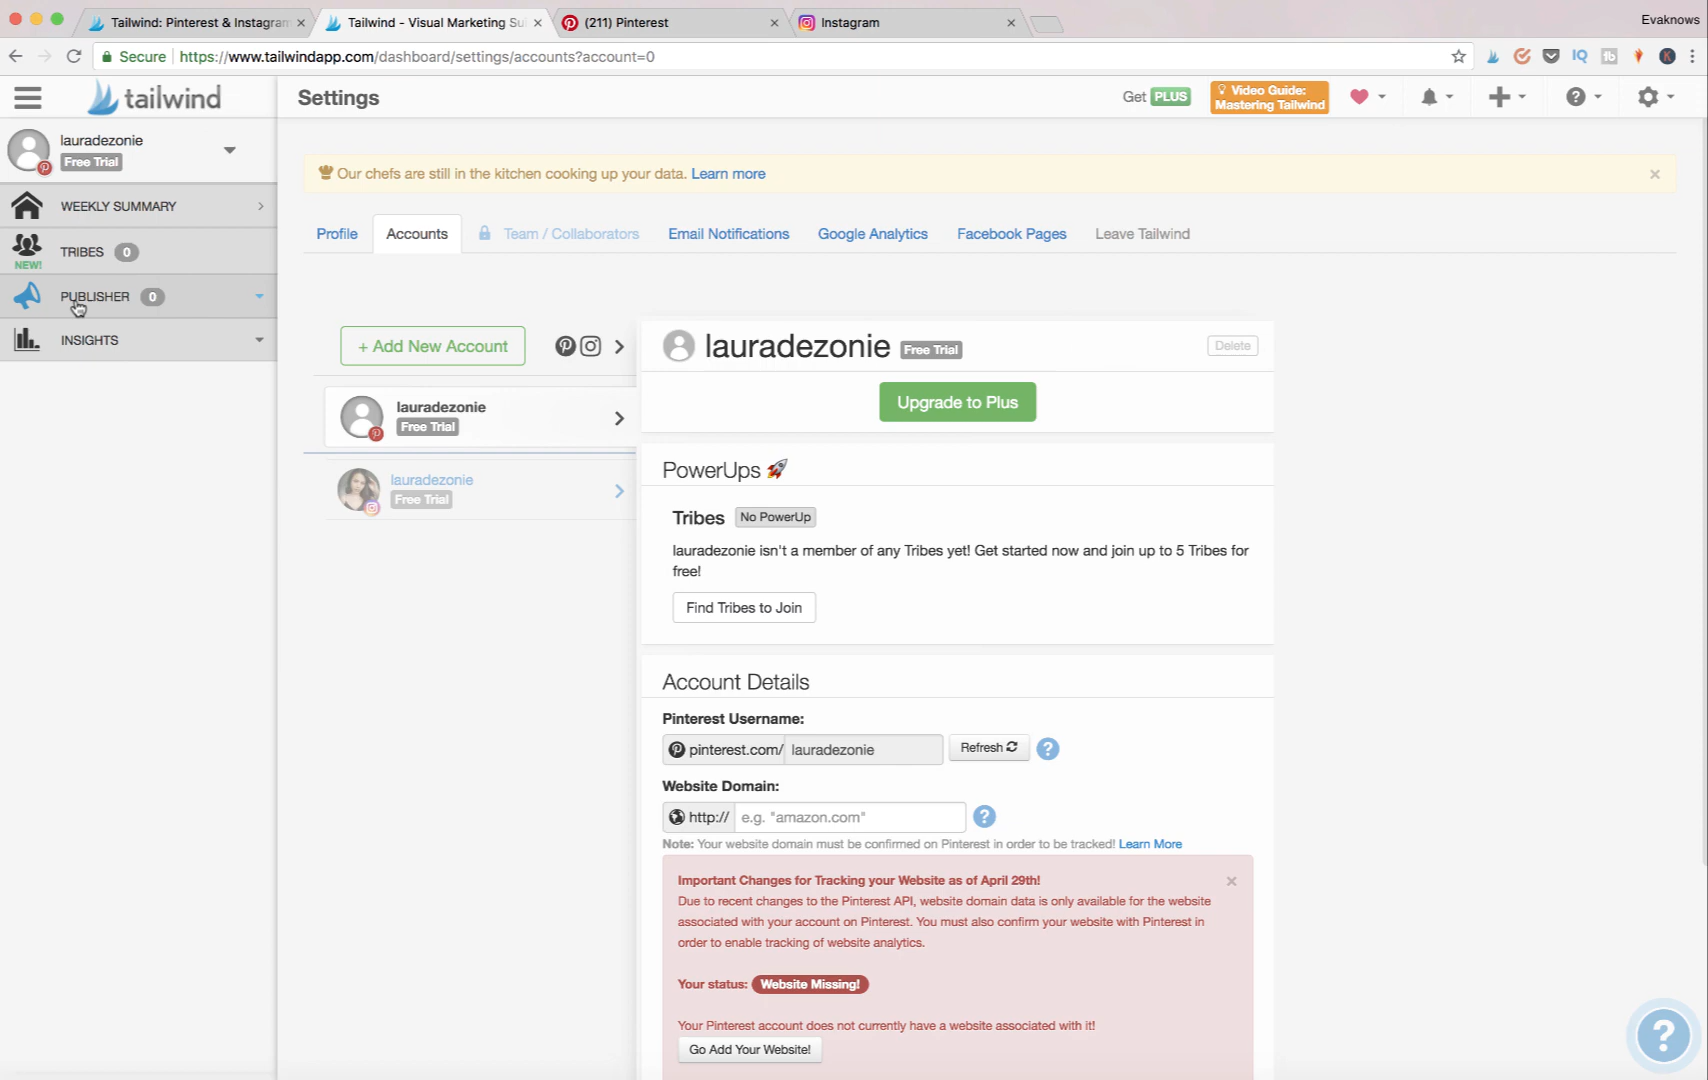 Tailwind: Pinterest & Instagram
Tailwind - Visual Marketing Sui
(211) Pinterest
Instagram
Evaknows
Secure
https://www.tailwindapp.com/dashboard/settings/accounts?account=0
IQ
tailwind
Settings
Get PLUS
Video Guide:
Mastering Tailwind
lauradezonie
Free Trial
Our chefs are still in the kitchen cooking up your data. Learn more
WEEKLY SUMMARY
TRIBES 0
NEW!
PUBLISHER 0
INSIGHTS
Profile
Accounts
Team / Collaborators
Email Notifications
Google Analytics
Facebook Pages
Leave Tailwind
+ Add New Account
lauradezonie
Free Trial
lauradezonie
Free Trial
lauradezonie Free Trial
Delete
Upgrade to Plus
PowerUps
Tribes No PowerUp
lauradezonie isn't a member of any Tribes yet! Get started now and join up to 5 Tribes for
free!
Find Tribes to Join
Account Details
Pinterest Username:
pinterest.com/ lauradezonie Refresh ?
Website Domain:
http:// e.g. "amazon.com" ?
Note: Your website domain must be confirmed on Pinterest in order to be tracked! Learn More
Important Changes for Tracking your Website as of April 29th!
Due to recent changes to the Pinterest API, website domain data is only available for the website
associated with your account on Pinterest. You must also confirm your website with Pinterest in
order to enable tracking of website analytics.
Your status: Website Missing!
Your Pinterest account does not currently have a website associated with it!
Go Add Your Website!
?